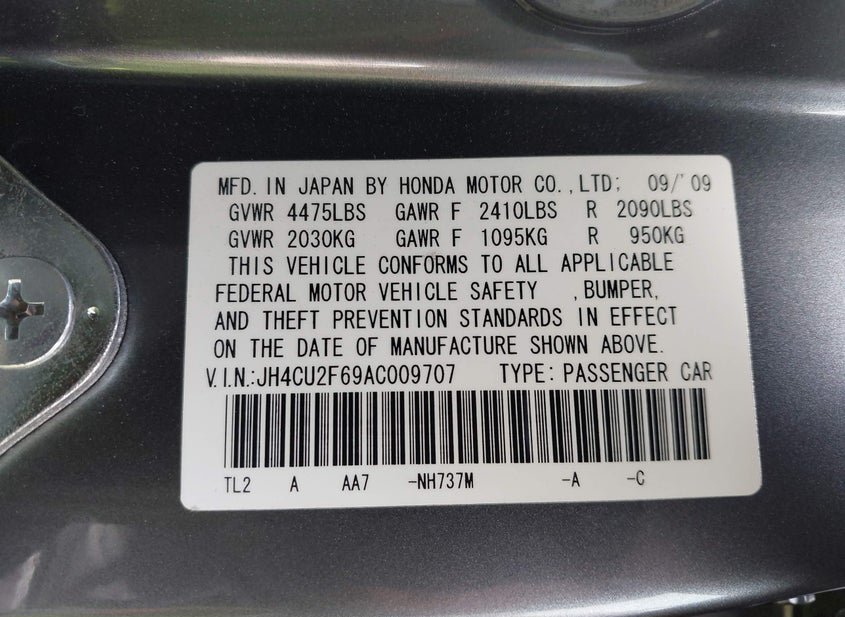 MFD. IN JAPAN BY HONDA MOTOR CO.,LTD; 09/'09
GVWR 4475LBS GAWR F 2410LBS R 2090LBS
GVWR 2030KG GAWR F 1095KG R 950KG
THIS VEHICLE CONFORMS TO ALL APPLICABLE
FEDERAL MOTOR VEHICLE SAFETY ,BUMPER,
AND THEFT PREVENTION STANDARDS IN EFFECT
ON THE DATE OF MANUFACTURE SHOWN ABOVE.
V.I.N.:JH4CU2F69AC009707 TYPE: PASSENGER CAR
TL2 A AA7 -NH737M -A -C